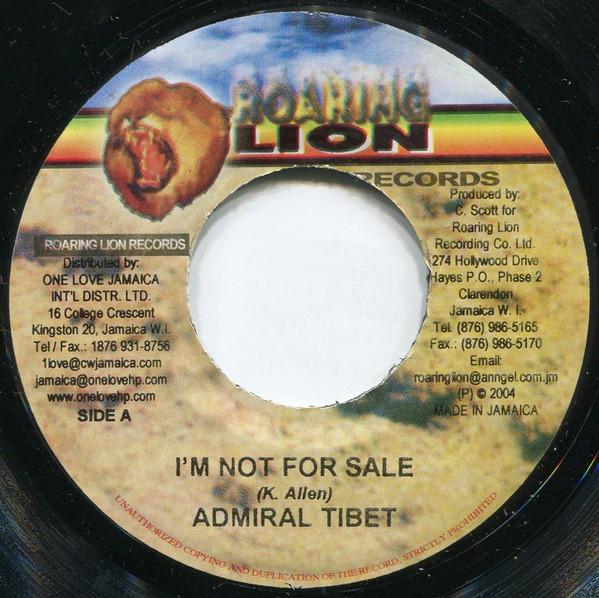 ROARING
LION
RECORDS
ROARING LION RECORDS
Distributed by:
ONE LOVE JAMAICA
INT'L DISTR. LTD.
16 College Crescent
Kingston 20, Jamaica W.I.
Tel / Fax.: 1876 931-8756
1love@cwjamaica.com
jamaica@onelovehp.com
www.onelovehp.com
SIDE A
Produced by:
C. Scott for
Roaring Lion
Recording Co. Ltd.
274 Hollywood Drive
Hayes P.O., Phase 2
Clarendon
Jamaica W. I.
Tel. (876) 986-5165
Fax: (876) 986-5170
Email:
roaringlion@anngel.com.jm
(P) © 2004
MADE IN JAMAICA
I'M NOT FOR SALE
(K. Allen)
ADMIRAL TIBET
UNAUTHORIZED COPYING AND DUPLICATION OF THE RECORD, STRICTLY PROHIBITED